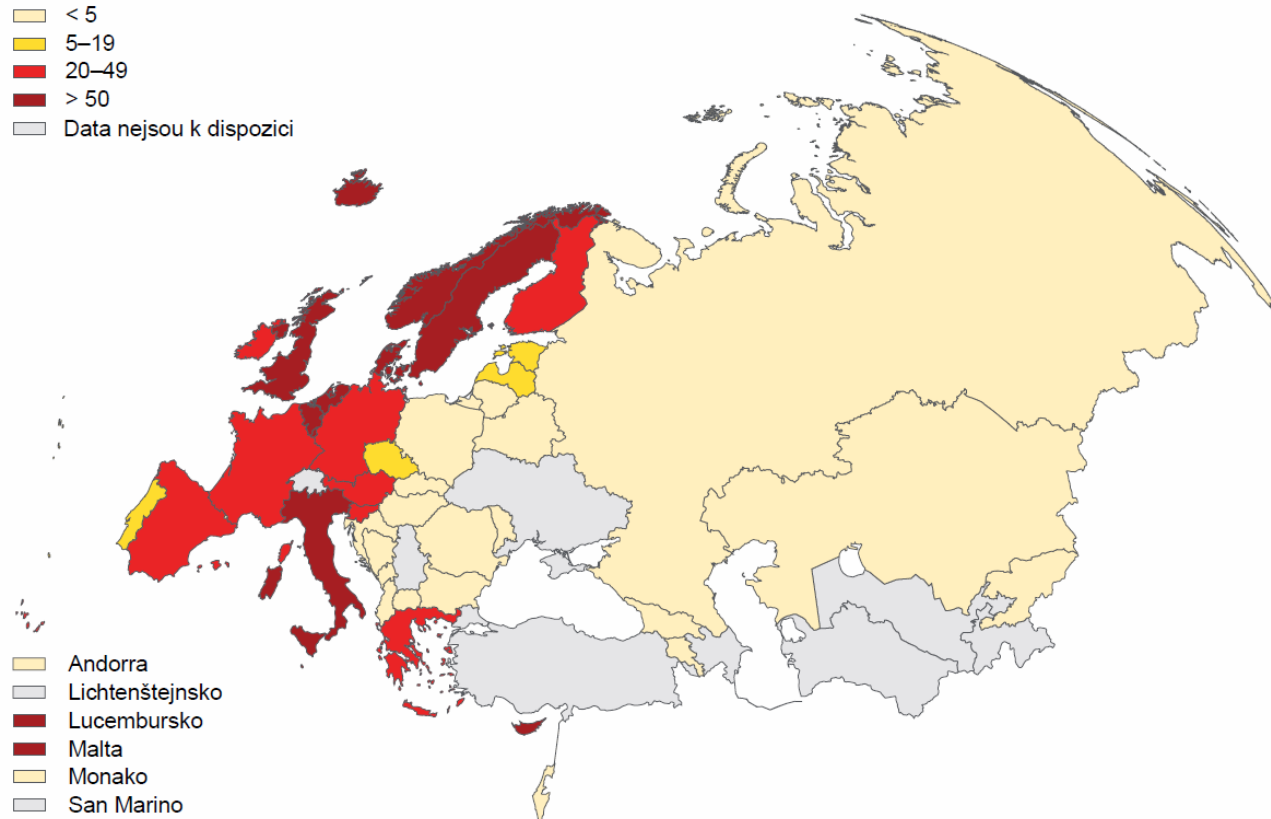 < 5
5–19
20–49
> 50
Data nejsou k dispozici
Andorra
Lichtenštejnsko
Lucembursko
Malta
Monako
San Marino